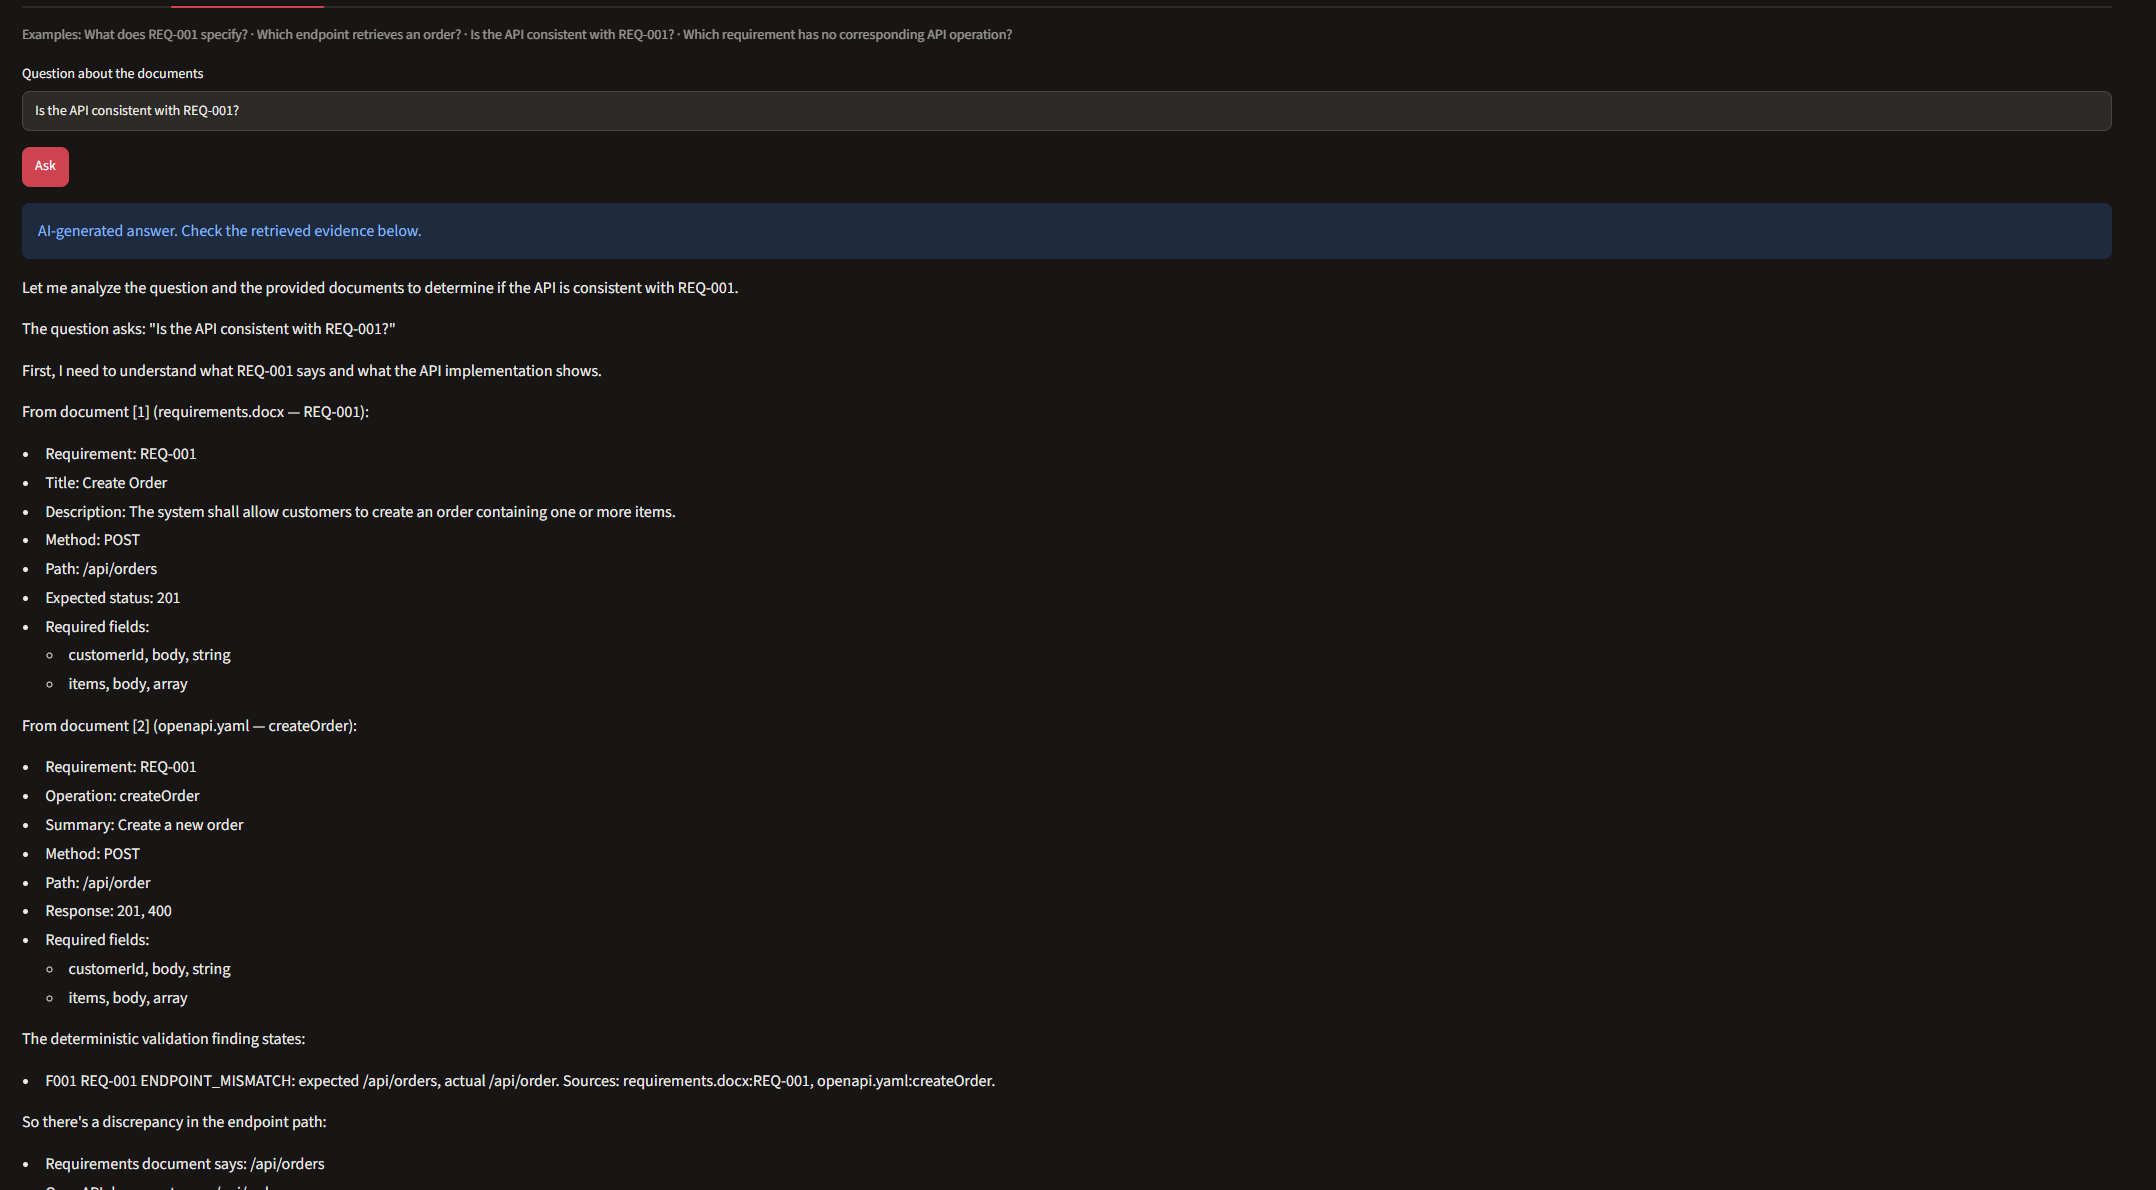 Examples: What does REQ-001 specify? · Which endpoint retrieves an order? · Is the API consistent with REQ-001? · Which requirement has no corresponding API operation?
Question about the documents
Is the API consistent with REQ-001?
Ask
AI-generated answer. Check the retrieved evidence below.
Let me analyze the question and the provided documents to determine if the API is consistent with REQ-001.
The question asks: "Is the API consistent with REQ-001?"
First, I need to understand what REQ-001 says and what the API implementation shows.
From document [1] (requirements.docx — REQ-001):
• Requirement: REQ-001
• Title: Create Order
• Description: The system shall allow customers to create an order containing one or more items.
• Method: POST
• Path: /api/orders
• Expected status: 201
• Required fields:
◦ customerId, body, string
◦ items, body, array
From document [2] (openapi.yaml — createOrder):
• Requirement: REQ-001
• Operation: createOrder
• Summary: Create a new order
• Method: POST
• Path: /api/order
• Response: 201, 400
• Required fields:
◦ customerId, body, string
◦ items, body, array
The deterministic validation finding states:
• F001 REQ-001 ENDPOINT_MISMATCH: expected /api/orders, actual /api/order. Sources: requirements.docx:REQ-001, openapi.yaml:createOrder.
So there's a discrepancy in the endpoint path:
• Requirements document says: /api/orders